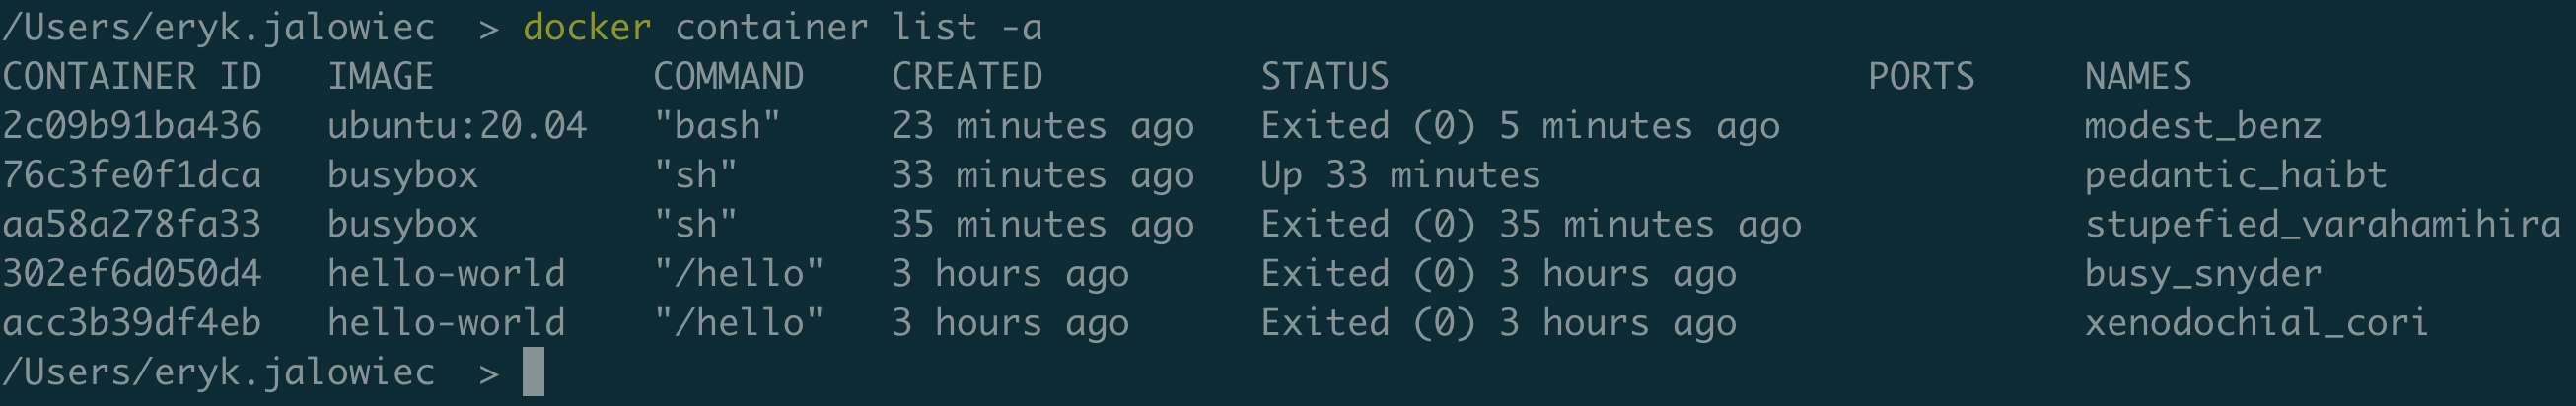 /Users/eryk.jalowiec  > docker container list -a
CONTAINER ID   IMAGE          COMMAND    CREATED          STATUS                      PORTS     NAMES
2c09b91ba436   ubuntu:20.04   "bash"     23 minutes ago   Exited (0) 5 minutes ago              modest_benz
76c3fe0f1dca   busybox        "sh"       33 minutes ago   Up 33 minutes                         pedantic_haibt
aa58a278fa33   busybox        "sh"       35 minutes ago   Exited (0) 35 minutes ago             stupefied_varahamihira
302ef6d050d4   hello-world    "/hello"   3 hours ago      Exited (0) 3 hours ago                busy_snyder
acc3b39df4eb   hello-world    "/hello"   3 hours ago      Exited (0) 3 hours ago                xenodochial_cori
/Users/eryk.jalowiec  >